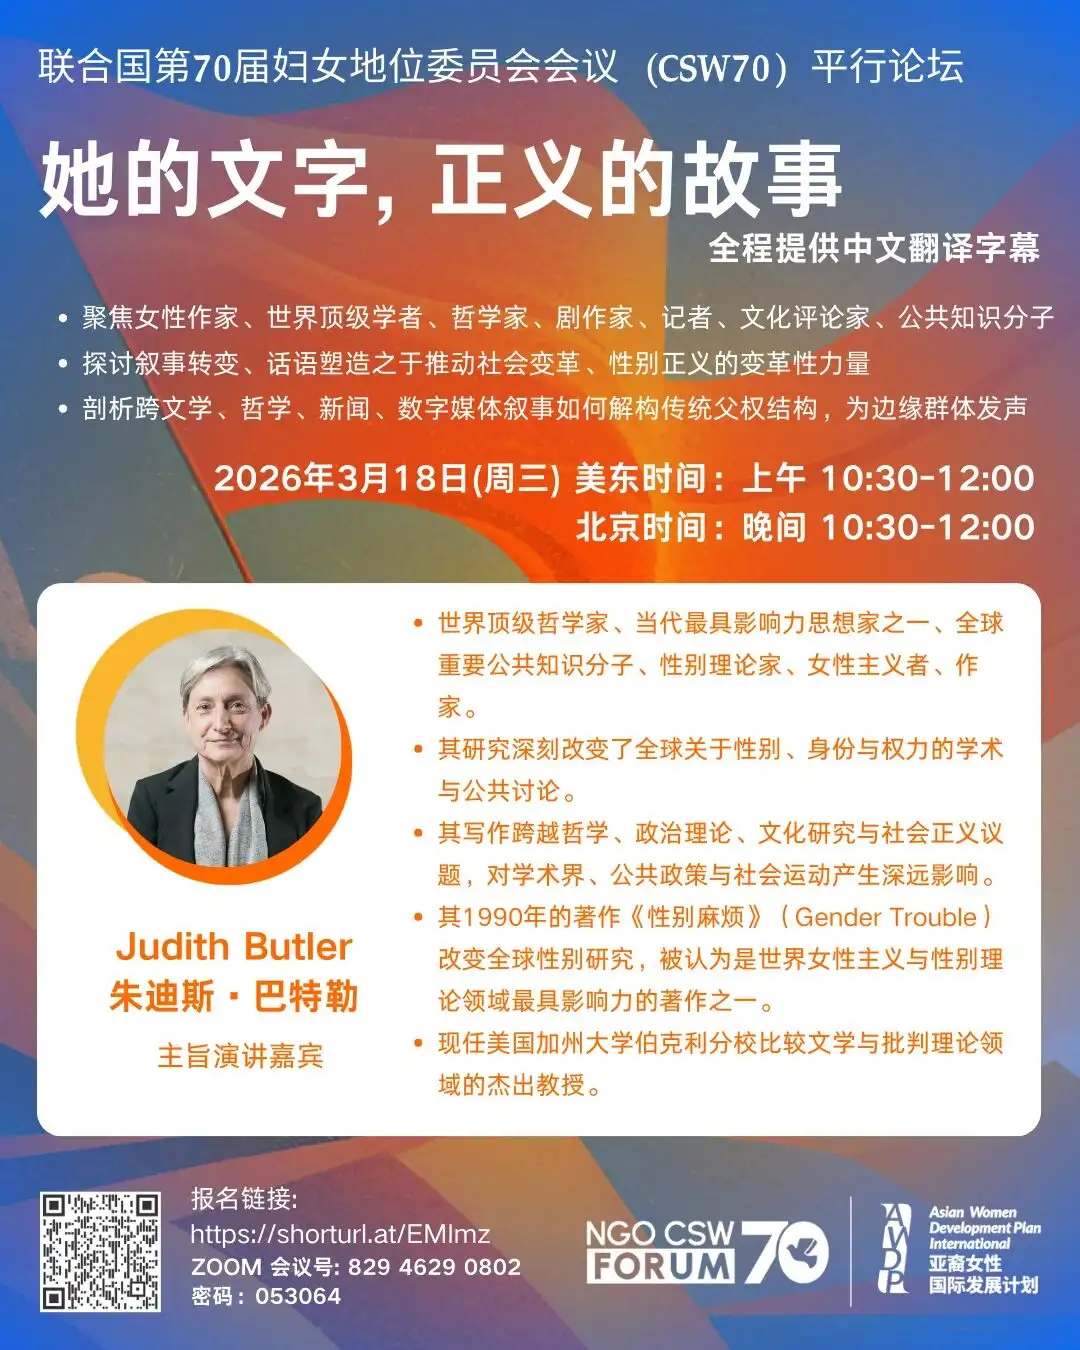 联合国第70届妇女地位委员会会议（CSW70）平行论坛
她的文字，正义的故事
全程提供中文翻译字幕
• 聚焦女性作家、世界顶级学者、哲学家、剧作家、记者、文化评论家、公共知识分子
• 探讨叙事转变、话语塑造之于推动社会变革、性别正义的变革性力量
• 剖析跨文学、哲学、新闻、数字媒体叙事如何解构传统父权结构，为边缘群体发声
2026年3月18日(周三) 美东时间：上午 10:30-12:00
北京时间：晚间 10:30-12:00
• 世界顶级哲学家、当代最具影响力思想家之一、全球
重要公共知识分子、性别理论家、女性主义者、作
家。
• 其研究深刻改变了全球关于性别、身份与权力的学术
与公共讨论。
• 其写作跨越哲学、政治理论、文化研究与社会正义议
题，对学术界、公共政策与社会运动产生深远影响。
• 其1990年的著作《性别麻烦》（Gender Trouble）
改变全球性别研究，被认为是世界女性主义与性别理
论领域最具影响力的著作之一。
• 现任美国加州大学伯克利分校比较文学与批判理论领
域的杰出教授。
Judith Butler
朱迪斯·巴特勒
主旨演讲嘉宾
报名链接:
https://shorturl.at/EMImz
ZOOM 会议号: 829 4629 0802
密码：053064
NGO CSW
FORUM 70
AWDP
Asian Women
Development Plan
International
亚裔女性
国际发展计划